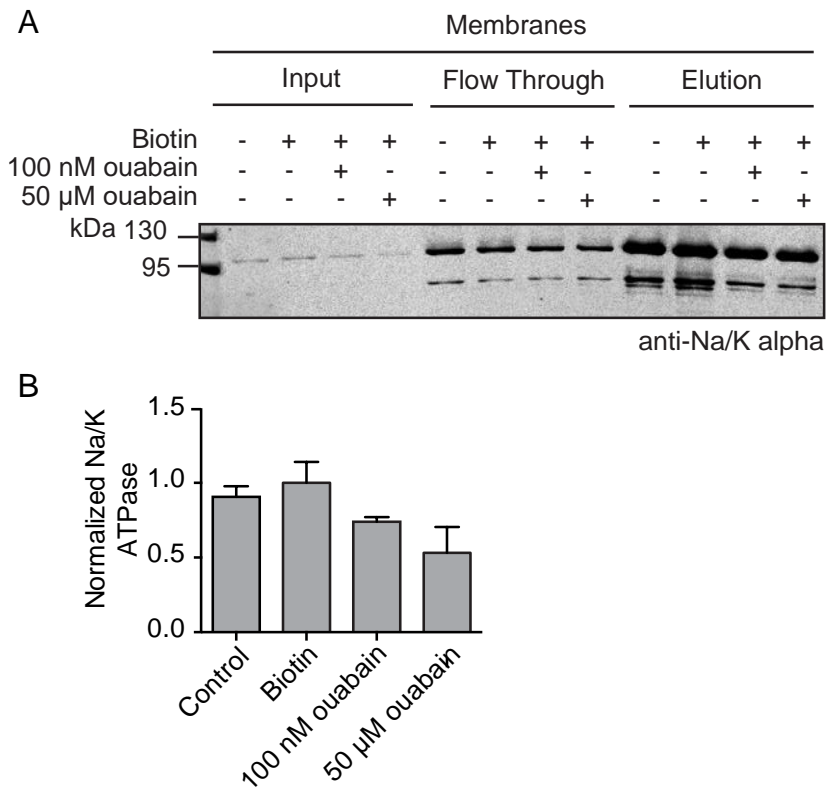 A
Membranes
Input Flow Through Elution
Biotin - + + + - + + + - + + +
100 nM ouabain - - + - - - + - - - + -
50 µM ouabain - - - + - - - + - - - +
kDa 130
95
anti-Na/K alpha
B
Normalized Na/K
ATPase
1.5
1.0
0.5
0.0
Control
Biotin
100 nM ouabain
50 µM ouabain